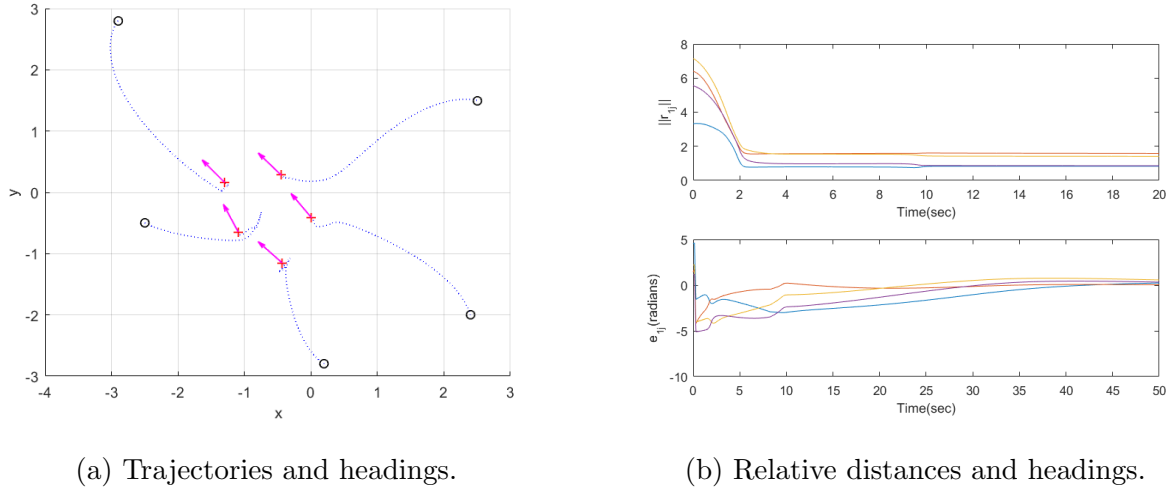 3
2
1
0
-1
-2
-3
y
-4 -3 -2 -1 0 1 2 3
x
(a) Trajectories and headings.
8
6
4
2
0
||r1j||
0 2 4 6 8 10 12 14 16 18 20
Time(sec)
5
0
-5
-10
e1j(radians)
0 5 10 15 20 25 30 35 40 45 50
Time(sec)
(b) Relative distances and headings.